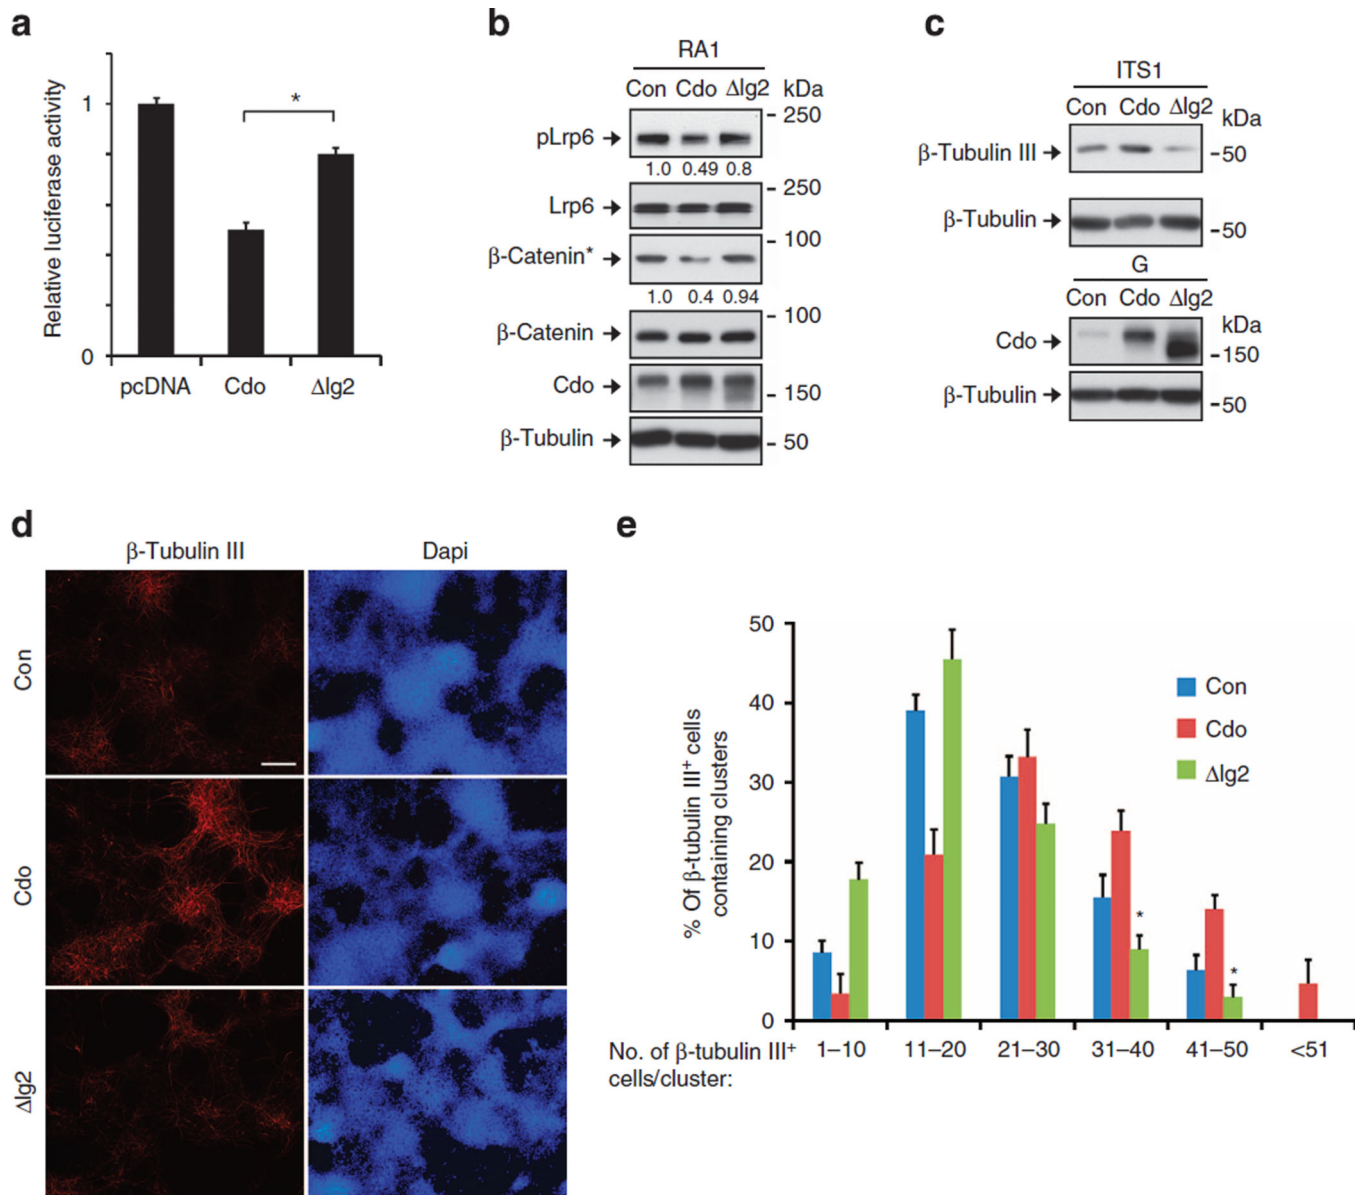 a
Relative luciferase activity
1
0
*
pcDNA Cdo ΔIg2
b
RA1
Con Cdo ΔIg2 kDa
pLrp6 - 250
1.0 0.49 0.8
Lrp6 - 250
β-Catenin* - 100
1.0 0.4 0.94
β-Catenin - 100
Cdo - 150
β-Tubulin - 50
c
ITS1
Con Cdo ΔIg2 kDa
β-Tubulin III -50
β-Tubulin -50
G
Con Cdo ΔIg2
kDa
Cdo -150
β-Tubulin -50
d
β-Tubulin III Dapi
Con
Cdo
ΔIg2
e
% Of β-tubulin III⁺ cells
containing clusters
50
40
30
20
10
0
Con
Cdo
ΔIg2
*
*
No. of β-tubulin III⁺ 1–10 11–20 21–30 31–40 41–50 <51
cells/cluster: